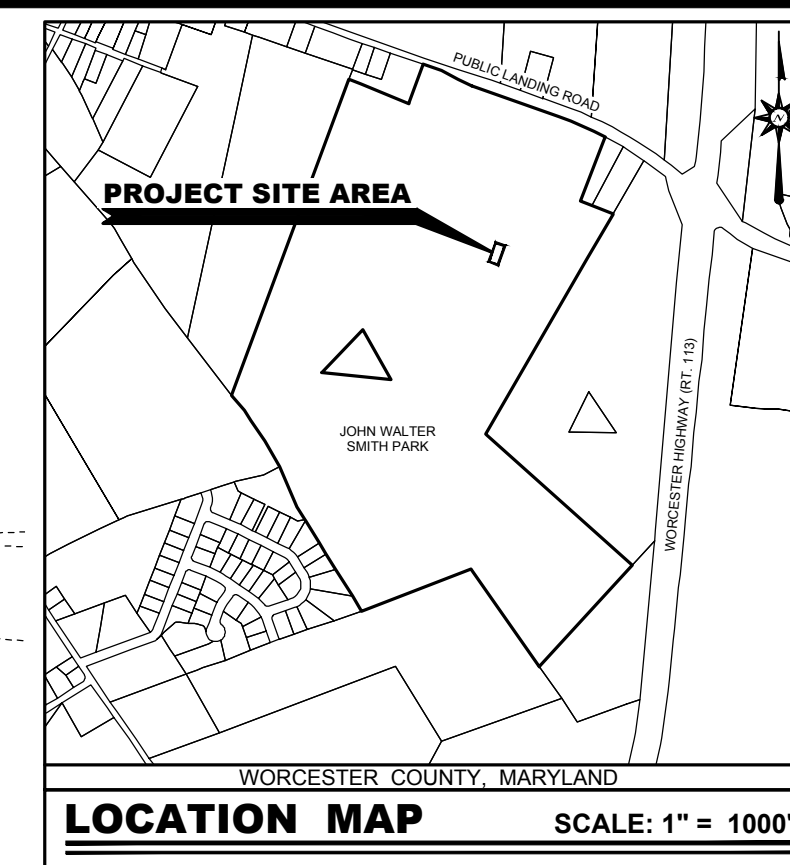 PUBLIC LANDING ROAD
N
PROJECT SITE AREA
WORCESTER HIGHWAY (RT. 113)
JOHN WALTER
SMITH PARK
WORCESTER COUNTY, MARYLAND
LOCATION MAP SCALE: 1" = 1000'